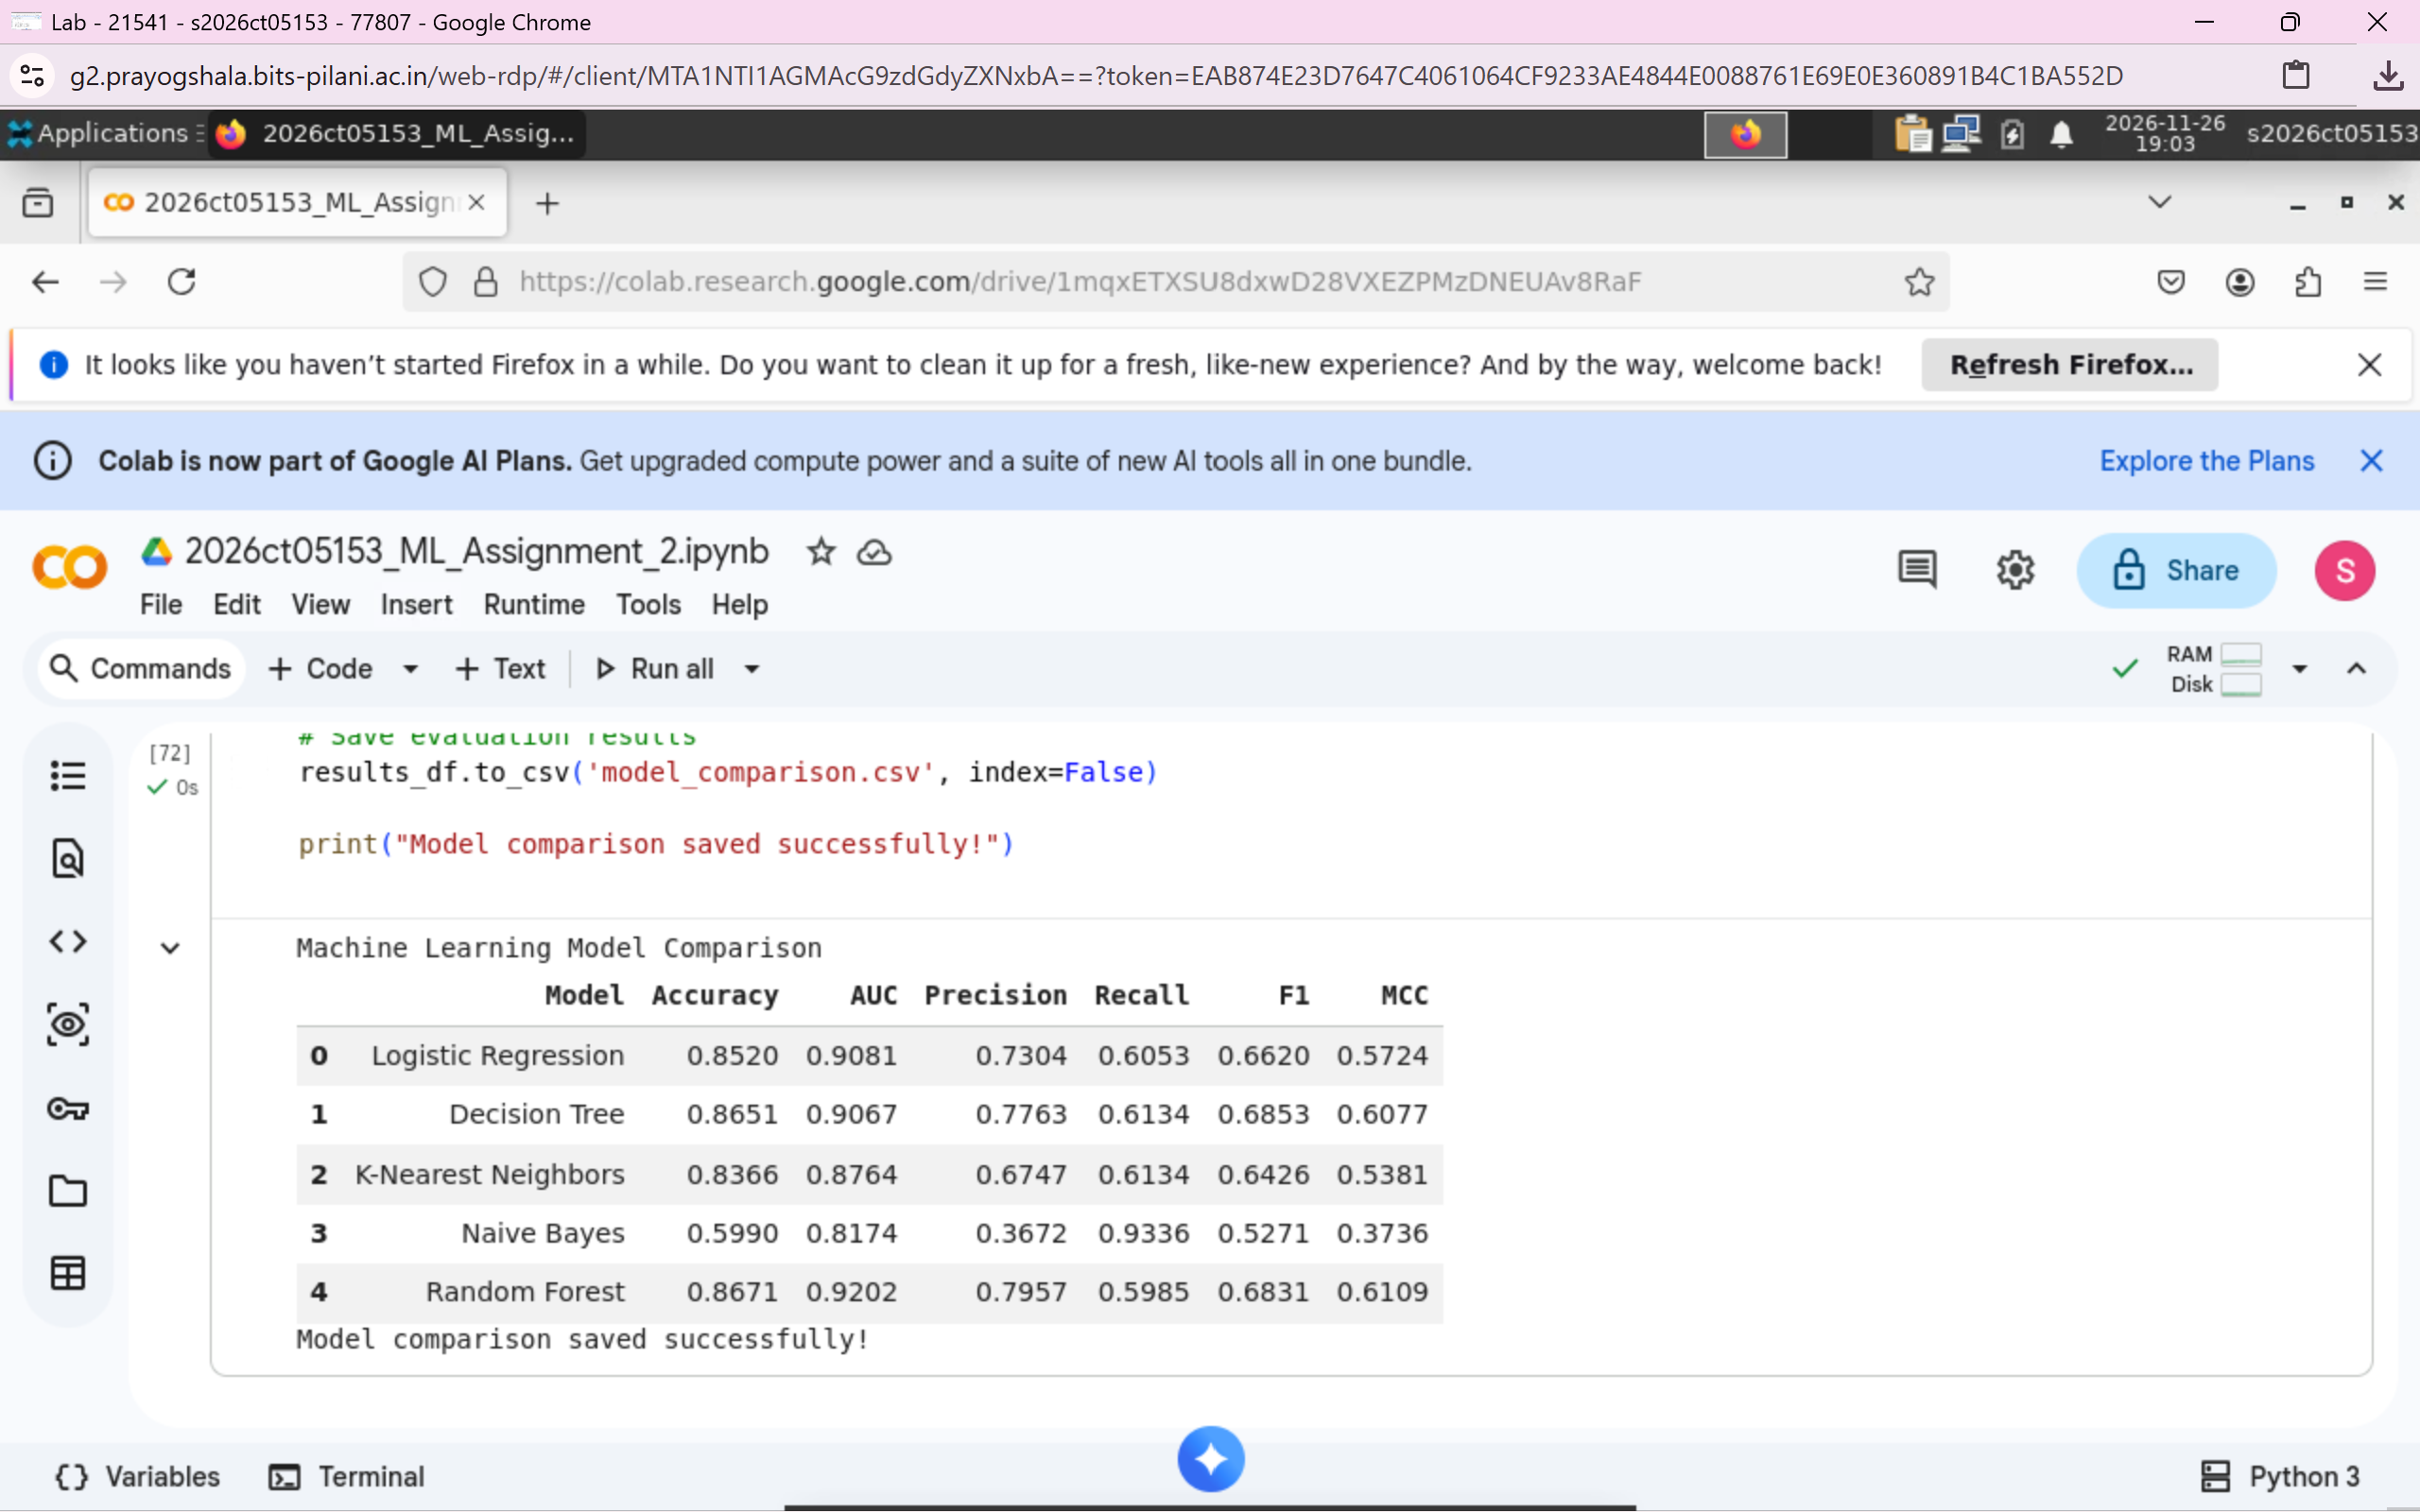 Lab - 21541 - s2026ct05153 - 77807 - Google Chrome
g2.prayogshala.bits-pilani.ac.in/web-rdp/#/client/MTA1NTI1AGMAcG9zdGdyZXNxbA==?token=EAB874E23D7647C4061064CF9233AE4844E0088761E69E0E360891B4C1BA552D
Applications 2026ct05153_ML_Assig... 2026-11-26 19:03 s2026ct05153
2026ct05153_ML_Assign
https://colab.research.google.com/drive/1mqxETXSU8dxwD28VXEZPMzDNEUAv8RaF
It looks like you haven’t started Firefox in a while. Do you want to clean it up for a fresh, like-new experience? And by the way, welcome back! Refresh Firefox...
Colab is now part of Google AI Plans. Get upgraded compute power and a suite of new AI tools all in one bundle. Explore the Plans
2026ct05153_ML_Assignment_2.ipynb
File Edit View Insert Runtime Tools Help
Share S
Commands + Code + Text Run all RAM Disk
[72] # Save evaluation results
0s results_df.to_csv('model_comparison.csv', index=False)
print("Model comparison saved successfully!")
Machine Learning Model Comparison
Model Accuracy AUC Precision Recall F1 MCC
0 Logistic Regression 0.8520 0.9081 0.7304 0.6053 0.6620 0.5724
1 Decision Tree 0.8651 0.9067 0.7763 0.6134 0.6853 0.6077
2 K-Nearest Neighbors 0.8366 0.8764 0.6747 0.6134 0.6426 0.5381
3 Naive Bayes 0.5990 0.8174 0.3672 0.9336 0.5271 0.3736
4 Random Forest 0.8671 0.9202 0.7957 0.5985 0.6831 0.6109
Model comparison saved successfully!
{} Variables Terminal Python 3